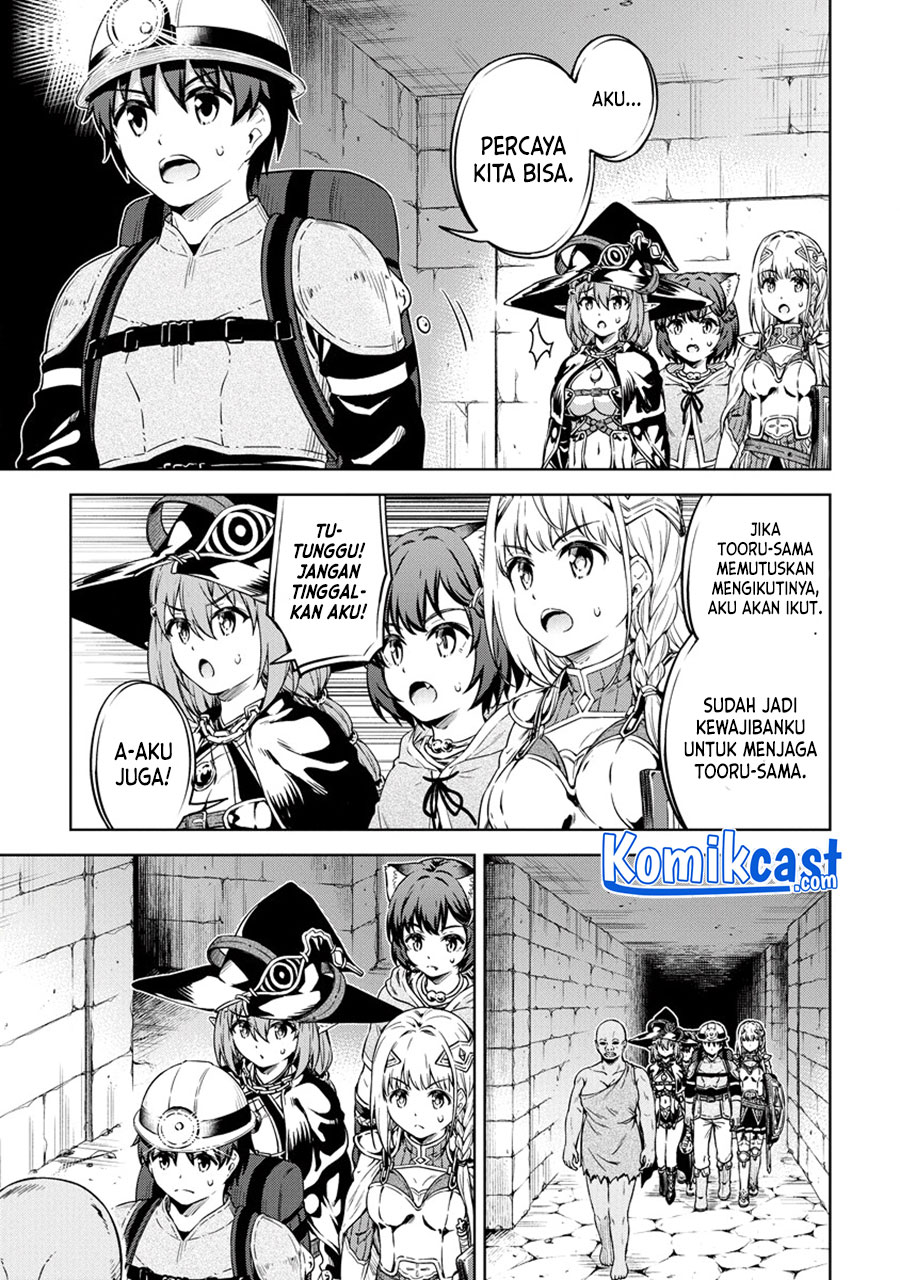 AKU...
PERCAYA
KITA BISA.
JIKA
TOORU-SAMA
MEMUTUSKAN
MENGIKUTINYA,
AKU AKAN IKUT.
SUDAH JADI
KEWAJIBANKU
UNTUK MENJAGA
TOORU-SAMA.
TU-
TUNGGU!
JANGAN
TINGGAL-
KAN AKU!
A-AKU
JUGA!
Komikcast
.com